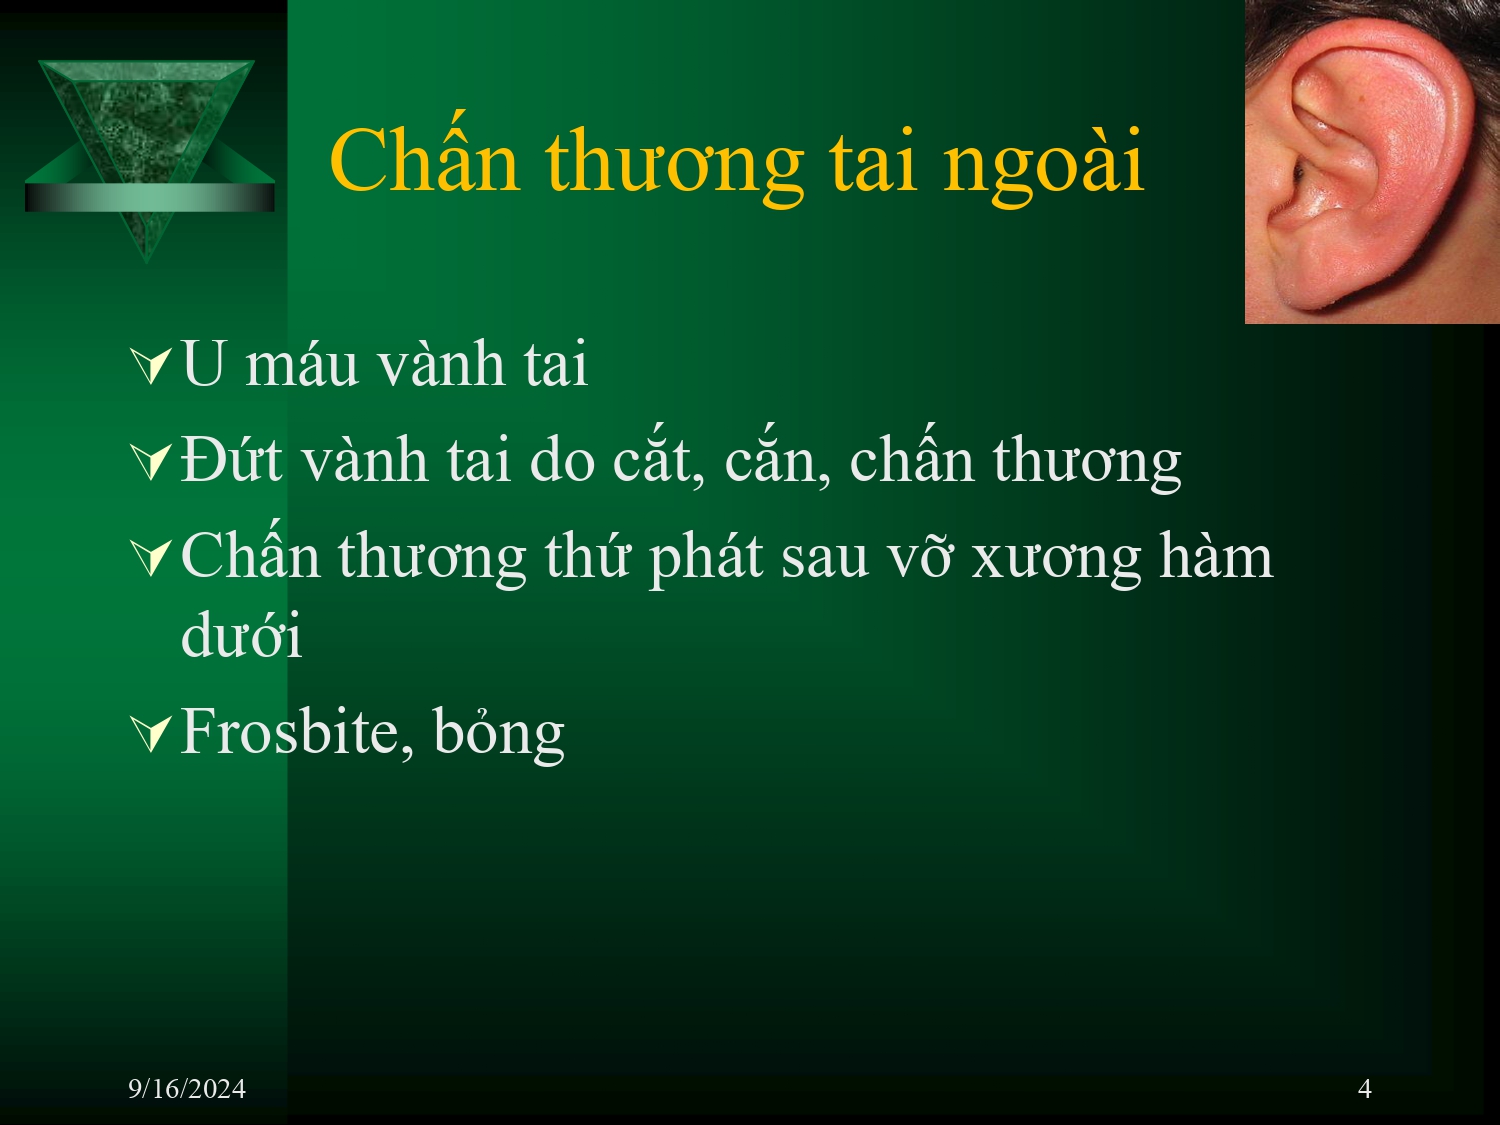 Chấn thương tai ngoài
U máu vành tai
Đứt vành tai do cắt, cắn, chấn thương
Chấn thương thứ phát sau vỡ xương hàm
dưới
Frosbite, bỏng
9/16/2024
4